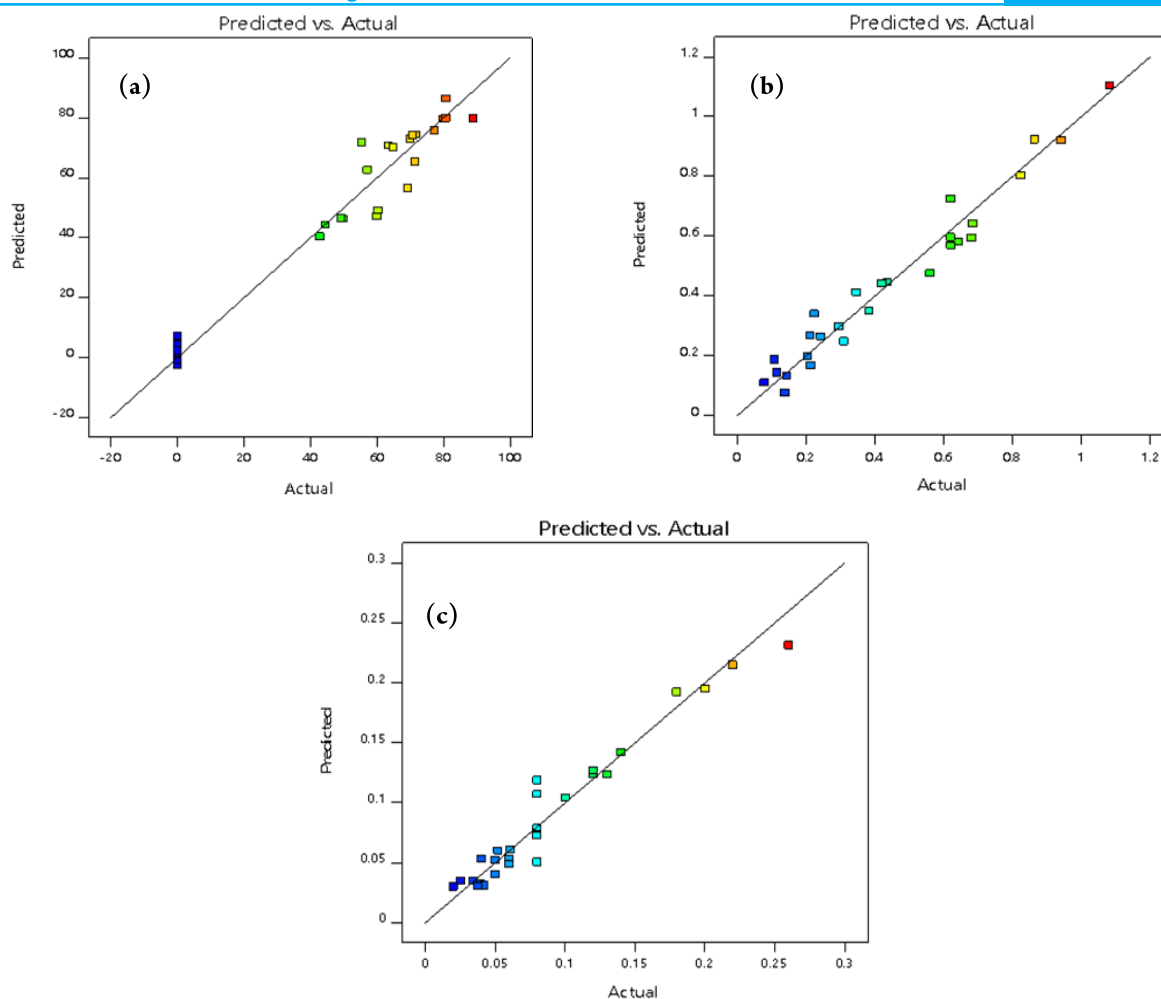 Predicted vs. Actual
(a)
Predicted
100
80
60
40
20
0
-20
-20 0 20 40 60 80 100
Actual
Predicted vs. Actual
(b)
Predicted
1.2
1
0.8
0.6
0.4
0.2
0
0 0.2 0.4 0.6 0.8 1 1.2
Actual
Predicted vs. Actual
(c)
Predicted
0.3
0.25
0.2
0.15
0.1
0.05
0
0 0.05 0.1 0.15 0.2 0.25 0.3
Actual